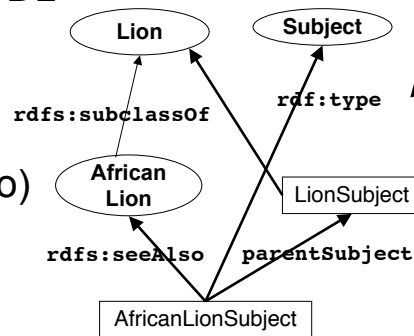 Lion
Subject
rdfs:subclassOf
rdf:type
African
Lion
o)
LionSubject
rdfs:seeAlso
parentSubject
AfricanLionSubject